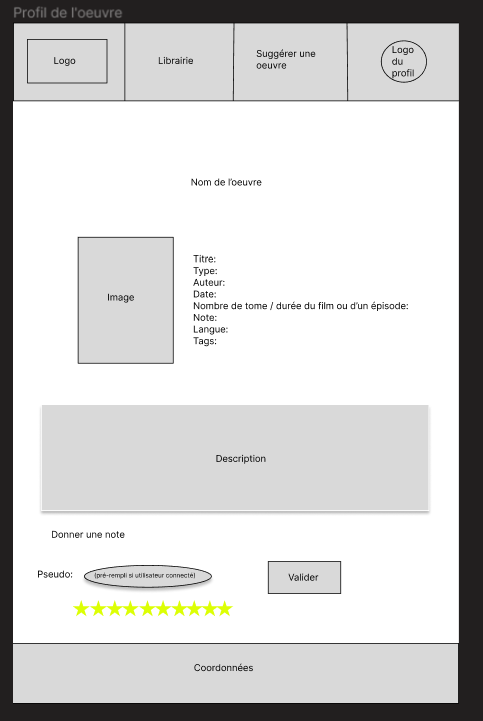 Profil de l'oeuvre
Logo
Librairie
Suggérer une
oeuvre
Logo
du
profil
Nom de l'oeuvre
Image
Titre:
Type:
Auteur:
Date:
Nombre de tome / durée du film ou d'un épisode:
Note:
Langue:
Tags:
Description
Donner une note
Pseudo:
(pré-rempli si utilisateur connecté)
Valider
Coordonnées